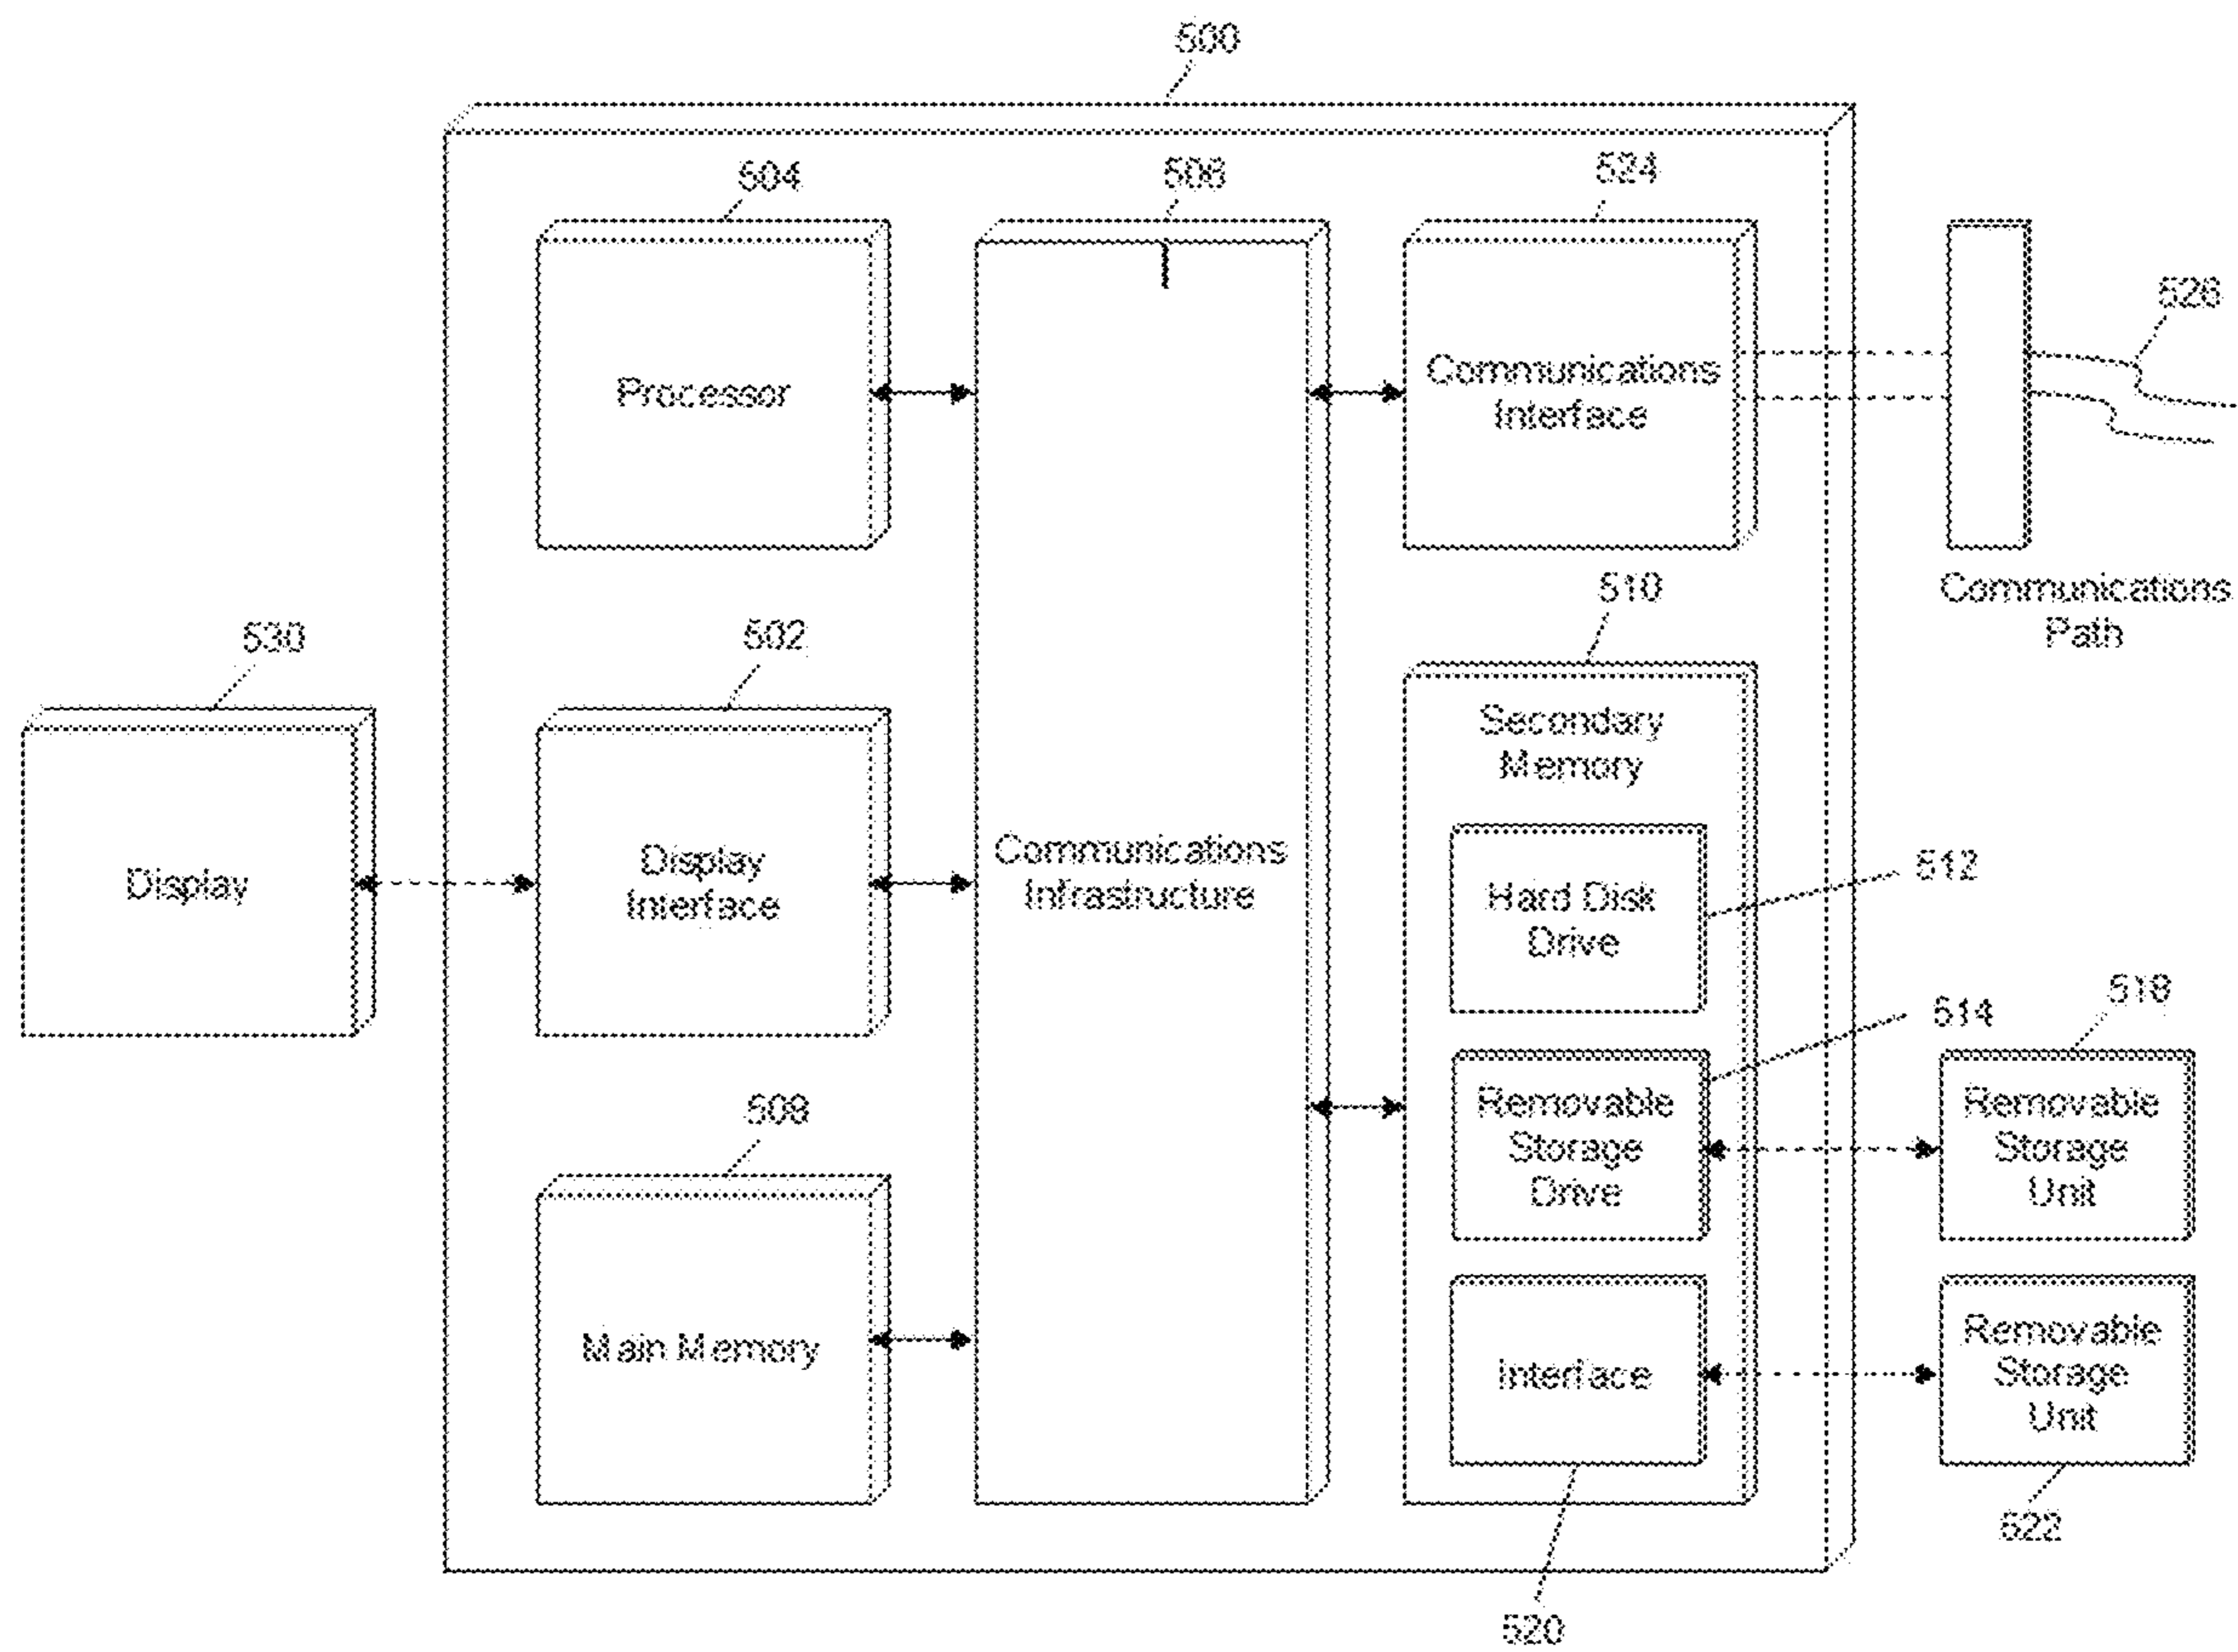 500
504
506
524
526
Processor
Communications
Interface
510
Communications
Path
530
502
Secondary
Memory
Display
Display
Interface
Communications
Infrastructure
Hard Disk
Drive
512
514
518
508
Removable
Storage
Drive
Removable
Storage
Unit
Main Memory
Interface
Removable
Storage
Unit
522
520